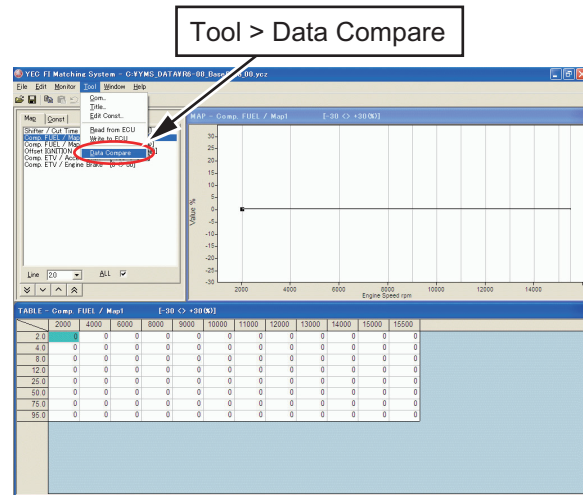 Tool > Data Compare
YEC FI Matching System - C:¥YMS_DATA¥
File Edit Monitor Tool Window Help
Com..
Title..
Edit Const..
Read from ECU
Write to ECU
Data Compare
Map Const
Shifter / Cut Time
Comp. FUEL / Map
Comp. FUEL / Map
Offset IGNITION
Comp. ETV /
Comp. ETV / Engine Brake
Line 2.0 ALL
MAP - Comp. FUEL / Map1 [-30 <> +30(%)]
Value %
30
25
20
15
10
5
0
-5
-10
-15
-20
-25
-30
2000 4000 6000 8000 10000 12000 14000
Engine Speed rpm
TABLE - Comp. FUEL / Map1 [-30 <> +30(%)]
2000 4000 6000 8000 9000 10000 11000 12000 13000 14000 15000 15500
2.0 0 0 0 0 0 0 0 0 0 0 0 0
4.0 0 0 0 0 0 0 0 0 0 0 0 0
8.0 0 0 0 0 0 0 0 0 0 0 0 0
12.0 0 0 0 0 0 0 0 0 0 0 0 0
25.0 0 0 0 0 0 0 0 0 0 0 0 0
50.0 0 0 0 0 0 0 0 0 0 0 0 0
75.0 0 0 0 0 0 0 0 0 0 0 0 0
95.0 0 0 0 0 0 0 0 0 0 0 0 0